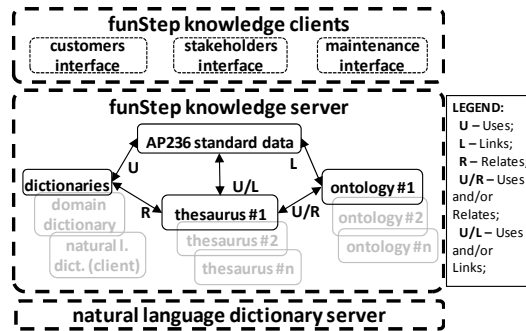 funStep knowledge clients
customers interface
stakeholders interface
maintenance interface
funStep knowledge server
AP236 standard data
U
L
U/L
dictionaries
ontology #1
R
thesaurus #1
U/R
domain dictionary
natural l. dict. (client)
thesaurus #2
thesaurus #n
ontology #2
ontology #n
natural language dictionary server
LEGEND:
U – Uses;
L – Links;
R – Relates;
U/R – Uses
and/or
Relates;
U/L – Uses
and/or
Links;